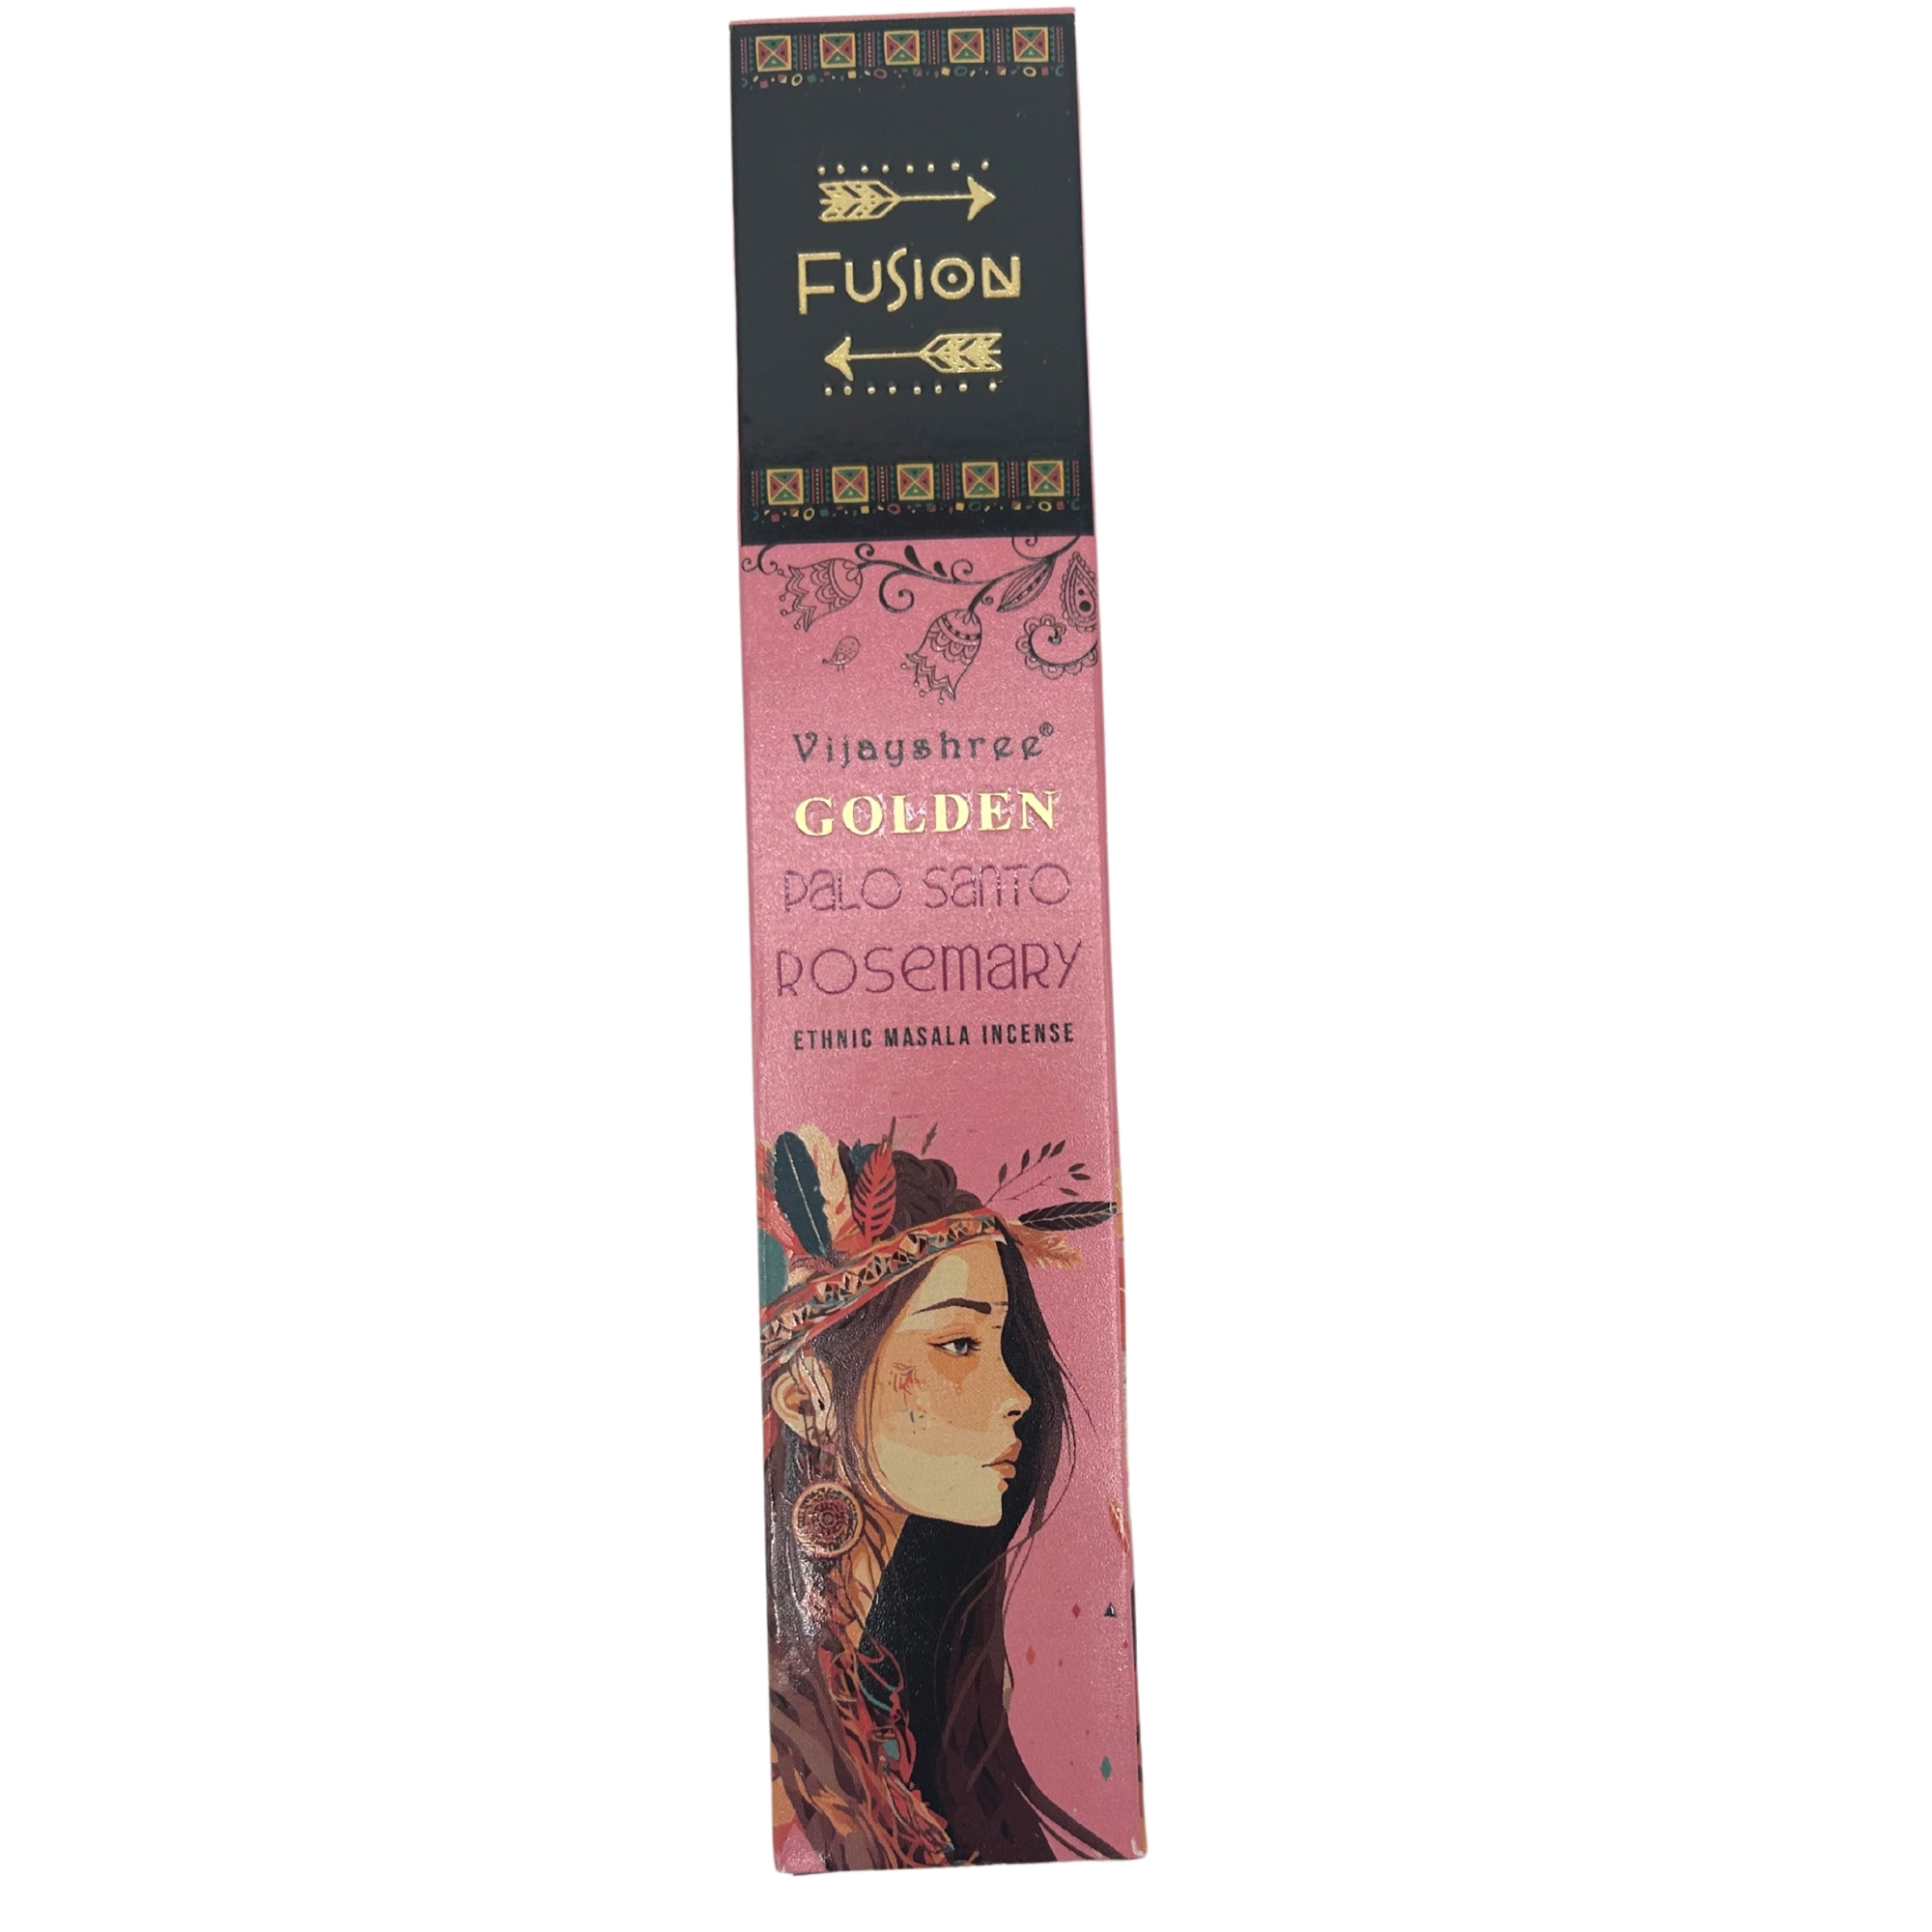 FUSION
Vijayshree®
GOLDEN
PALO SANTO
ROSEMARY
ETHNIC MASALA INCENSE